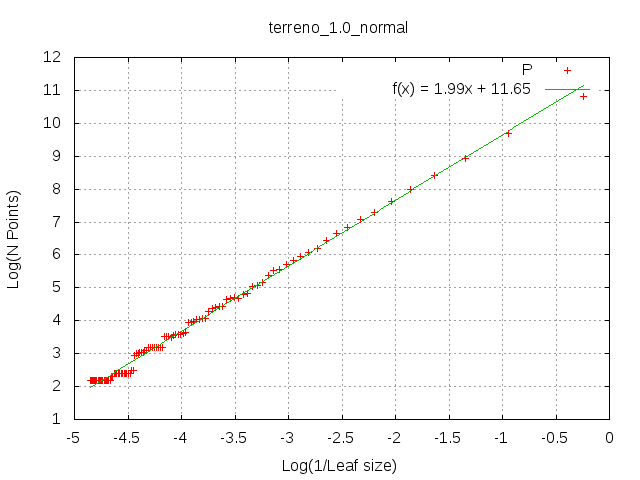 terreno_1.0_normal
12
11
10
9
8
7
6
5
4
3
2
1
Log(N Points)
P
f(x) = 1.99x + 11.65
-5 -4.5 -4 -3.5 -3 -2.5 -2 -1.5 -1 -0.5 0
Log(1/Leaf size)